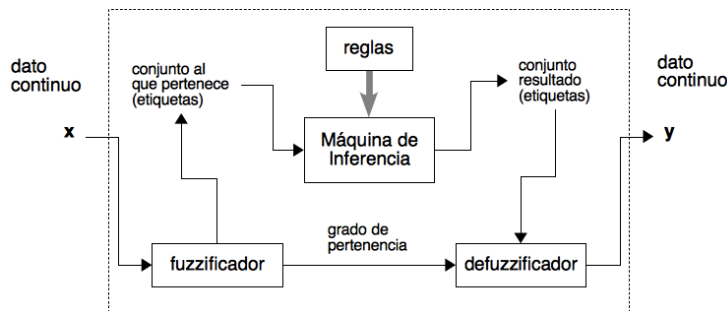 reglas
dato
continuo
x
conjunto al
que pertenece
(etiquetas)
Máquina de
Inferencia
conjunto
resultado
(etiquetas)
dato
continuo
y
fuzzificador
grado de
pertenencia
defuzzificador